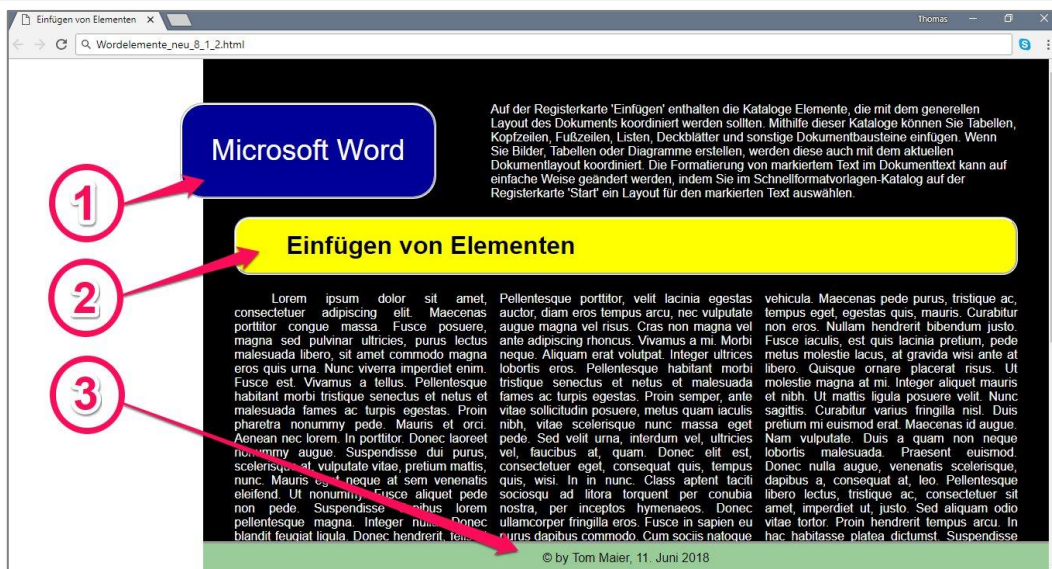 Einfügen von Elementen
Thomas
Wordelemente_neu_8_1_2.html
Microsoft Word
Auf der Registerkarte 'Einfügen' enthalten die Kataloge Elemente, die mit dem generellen
Layout des Dokuments koordiniert werden sollten. Mithilfe dieser Kataloge können Sie Tabellen,
Kopfzeilen, Fußzeilen, Listen, Deckblätter und sonstige Dokumentbausteine einfügen. Wenn
Sie Bilder, Tabellen oder Diagramme erstellen, werden diese auch mit dem aktuellen
Dokumentlayout koordiniert. Die Formatierung von markiertem Text im Dokumenttext kann auf
einfache Weise geändert werden, indem Sie im Schnellformatvorlagen-Katalog auf der
Registerkarte 'Start' ein Layout für den markierten Text auswählen.
1
Einfügen von Elementen
2
Lorem ipsum dolor sit amet,
consectetuer adipiscing elit. Maecenas
porttitor congue massa. Fusce posuere,
magna sed pulvinar ultricies, purus lectus
malesuada libero, sit amet commodo magna
eros quis urna. Nunc viverra imperdiet enim.
Fusce est. Vivamus a tellus. Pellentesque
habitant morbi tristique senectus et netus et
malesuada fames ac turpis egestas. Proin
pharetra nonummy pede. Mauris et orci.
Aenean nec lorem. In porttitor. Donec laoreet
nonummy augue. Suspendisse dui purus,
scelerisque at, vulputate vitae, pretium mattis,
nunc. Mauris eget neque at sem venenatis
eleifend. Ut nonummy. Fusce aliquet pede
non pede. Suspendisse dapibus lorem
pellentesque magna. Integer nulla. Donec
blandit feugiat ligula. Donec hendrerit,
Pellentesque porttitor, velit lacinia egestas
auctor, diam eros tempus arcu, nec vulputate
augue magna vel risus. Cras non magna vel
ante adipiscing rhoncus. Vivamus a mi. Morbi
neque. Aliquam erat volutpat. Integer ultrices
lobortis eros. Pellentesque habitant morbi
tristique senectus et netus et malesuada
fames ac turpis egestas. Proin semper, ante
vitae sollicitudin posuere, metus quam iaculis
nibh, vitae scelerisque nunc massa eget
pede. Sed velit urna, interdum vel, ultricies
vel, faucibus at, quam. Donec elit est,
consectetuer eget, consequat quis, tempus
quis, wisi. In in nunc. Class aptent taciti
sociosqu ad litora torquent per conubia
nostra, per inceptos hymenaeos. Donec
ullamcorper fringilla eros. Fusce in sapien eu
purus dapibus commodo. Cum sociis natoque
vehicula. Maecenas pede purus, tristique ac,
tempus eget, egestas quis, mauris. Curabitur
non eros. Nullam hendrerit bibendum justo.
Fusce iaculis, est quis lacinia pretium, pede
metus molestie lacus, at gravida wisi ante at
libero. Quisque ornare placerat risus. Ut
molestie magna at mi. Integer aliquet mauris
et nibh. Ut mattis ligula posuere velit. Nunc
sagittis. Curabitur varius fringilla nisl. Duis
pretium mi euismod erat. Maecenas id augue.
Nam vulputate. Duis a quam non neque
lobortis malesuada. Praesent euismod.
Donec nulla augue, venenatis scelerisque,
dapibus a, consequat at, leo. Pellentesque
libero lectus, tristique ac, consectetuer sit
amet, imperdiet ut, justo. Sed aliquam odio
vitae tortor. Proin hendrerit tempus arcu. In
hac habitasse platea dictumst. Suspendisse
3
© by Tom Maier, 11. Juni 2018